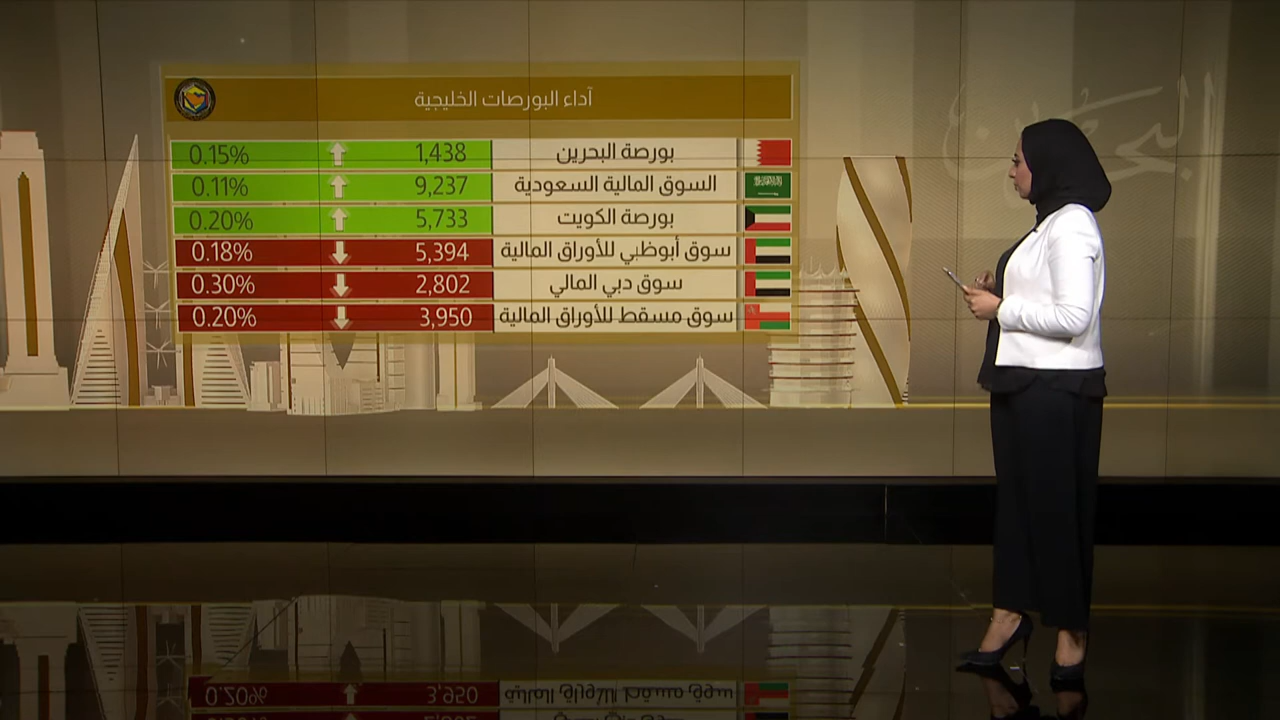 آداء البورصات الخليجية
بورصة البحرين 1,438 0.15%
السوق المالية السعودية 9,237 0.11%
بورصة الكويت 5,733 0.20%
سوق أبوظبي للأوراق المالية 5,394 0.18%
سوق دبي المالي 2,802 0.30%
سوق مسقط للأوراق المالية 3,950 0.20%
البحرين